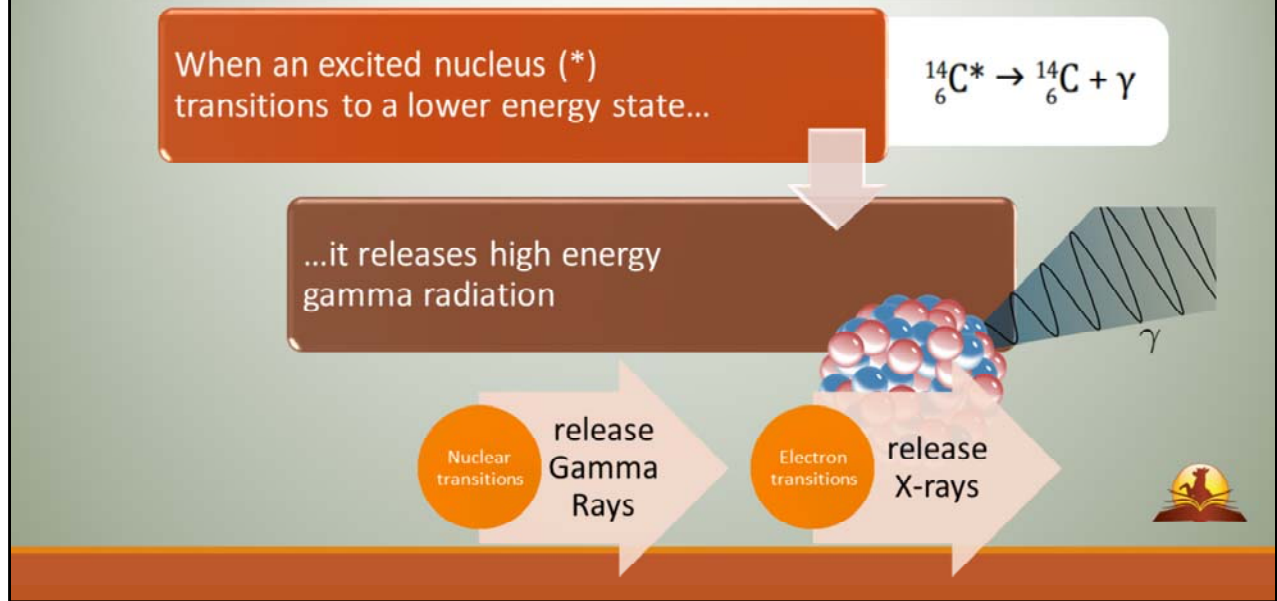 When an excited nucleus (*)
transitions to a lower energy state...
¹⁴₆C* → ¹⁴₆C + γ
...it releases high energy
gamma radiation
γ
Nuclear
transitions
release
Gamma
Rays
Electron
transitions
release
X-rays